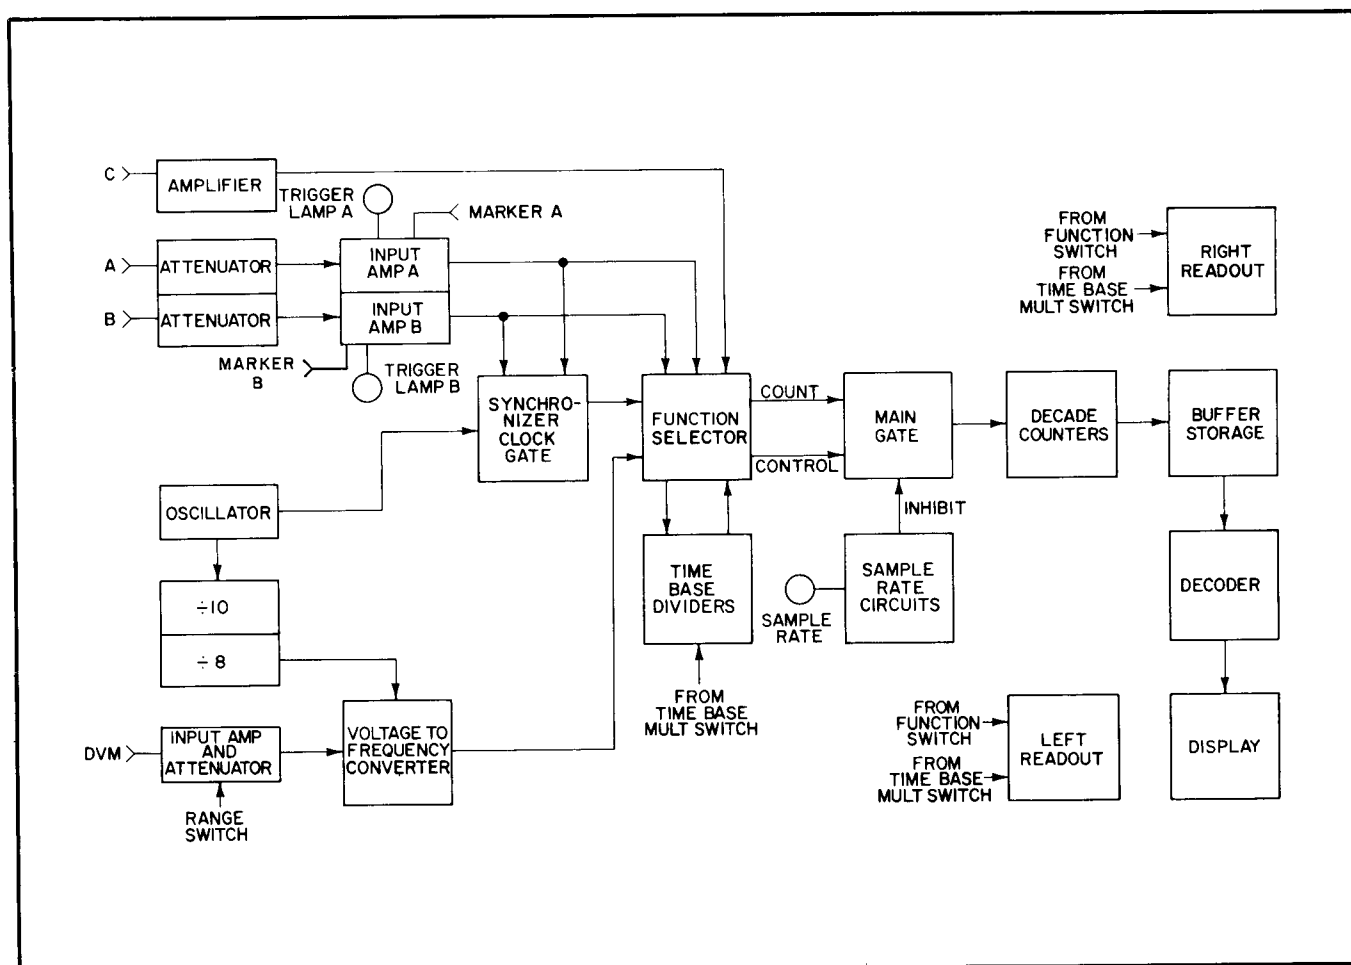 C
AMPLIFIER
TRIGGER
LAMP A
MARKER A
A
ATTENUATOR
INPUT
AMP A
B
ATTENUATOR
INPUT
AMP B
MARKER
B
TRIGGER
LAMP B
SYNCHRO-
NIZER
CLOCK
GATE
FUNCTION
SELECTOR
COUNT
CONTROL
MAIN
GATE
DECADE
COUNTERS
BUFFER
STORAGE
FROM
FUNCTION
SWITCH
FROM
TIME BASE
MULT SWITCH
RIGHT
READOUT
OSCILLATOR
÷10
÷8
TIME
BASE
DIVIDERS
FROM
TIME BASE
MULT SWITCH
INHIBIT
SAMPLE
RATE
CIRCUITS
SAMPLE
RATE
DECODER
DVM
INPUT AMP
AND
ATTENUATOR
RANGE
SWITCH
VOLTAGE TO
FREQUENCY
CONVERTER
FROM
FUNCTION
SWITCH
FROM
TIME BASE
MULT SWITCH
LEFT
READOUT
DISPLAY